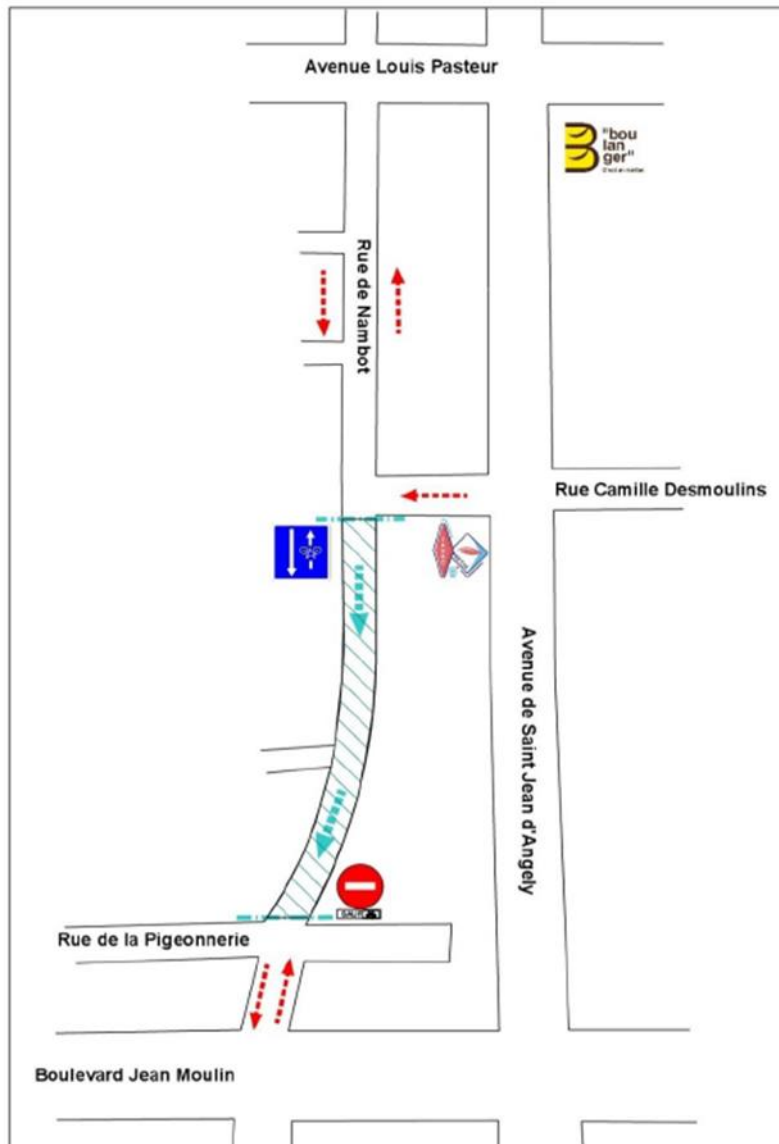 Avenue Louis Pasteur
"bou
lan
ger"
Rue de Nambot
Rue Camille Desmoulins
Avenue de Saint Jean d'Angely
SAUF
Rue de la Pigeonnerie
Boulevard Jean Moulin